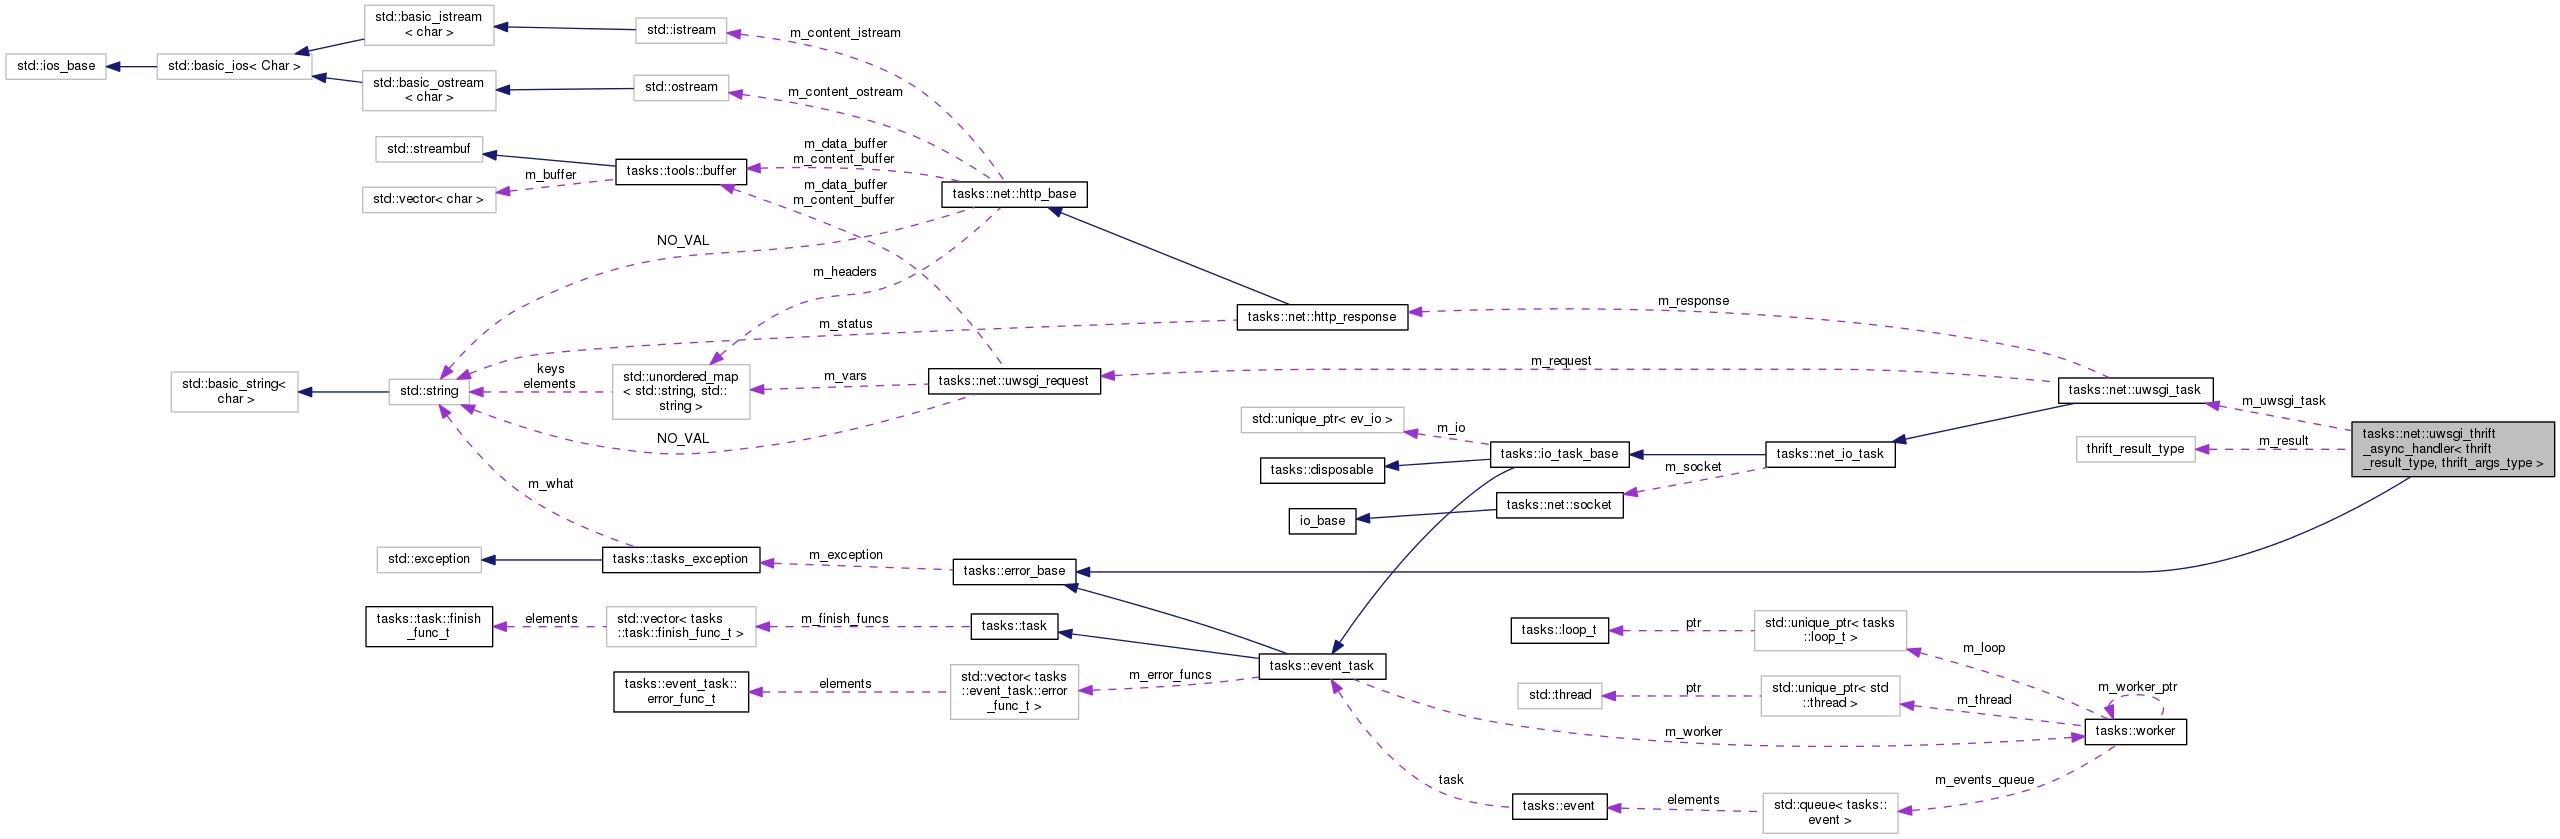 std::basic_istream
< char >
std::istream
m_content_istream
std::ios_base
std::basic_ios< Char >
std::basic_ostream
< char >
std::ostream
m_content_ostream
std::streambuf
m_data_buffer
m_content_buffer
tasks::tools::buffer
m_buffer
std::vector< char >
m_data_buffer
m_content_buffer
tasks::net::http_base
NO_VAL
m_headers
m_status
tasks::net::http_response
m_response
std::basic_string<
char >
std::string
keys
elements
std::unordered_map
< std::string, std::
string >
m_vars
tasks::net::uwsgi_request
m_request
tasks::net::uwsgi_task
m_uwsgi_task
NO_VAL
std::unique_ptr< ev_io >
m_io
tasks::disposable
tasks::io_task_base
m_socket
tasks::net_io_task
thrift_result_type
m_result
tasks::net::uwsgi_thrift
_async_handler< thrift
_result_type, thrift_args_type >
m_what
io_base
tasks::net::socket
std::exception
tasks::tasks_exception
m_exception
tasks::error_base
tasks::task::finish
_func_t
elements
std::vector< tasks
::task::finish_func_t >
m_finish_funcs
tasks::task
tasks::event_task::
error_func_t
elements
std::vector< tasks
::event_task::error
_func_t >
m_error_funcs
tasks::event_task
tasks::loop_t
ptr
std::unique_ptr< tasks
::loop_t >
m_loop
std::thread
ptr
std::unique_ptr< std
::thread >
m_thread
m_worker_ptr
m_worker
tasks::worker
task
tasks::event
elements
std::queue< tasks::
event >
m_events_queue